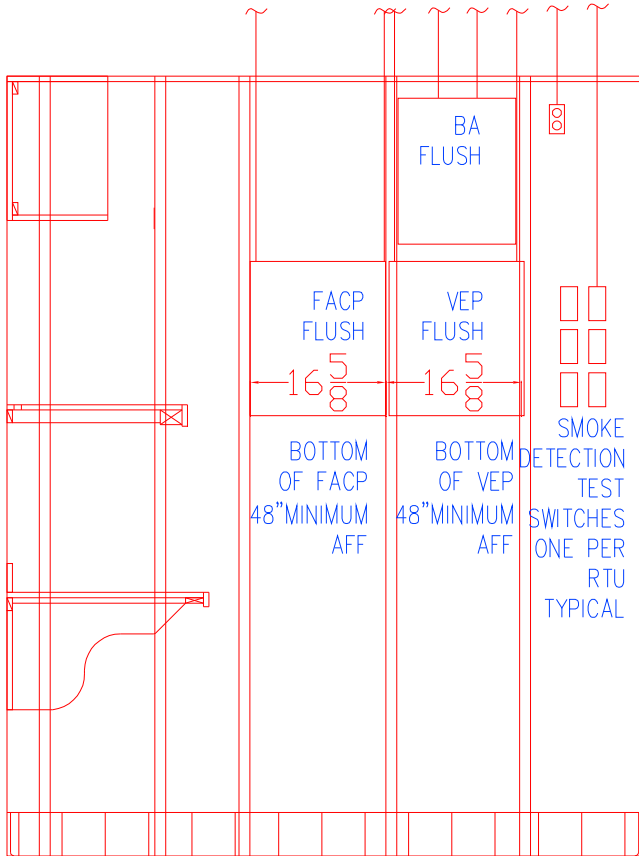 BA
FLUSH
FACP
FLUSH
VEP
FLUSH
16 5/8
16 5/8
BOTTOM
OF FACP
48"MINIMUM
AFF
BOTTOM
OF VEP
48"MINIMUM
AFF
SMOKE
DETECTION
TEST
SWITCHES
ONE PER
RTU
TYPICAL